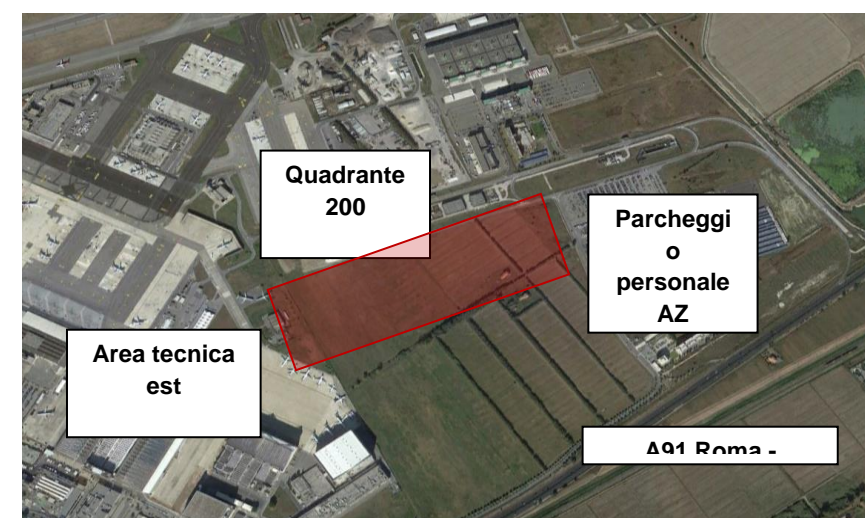 Quadrante
200
Parcheggi
o
personale
AZ
Area tecnica
est
A91 Roma -